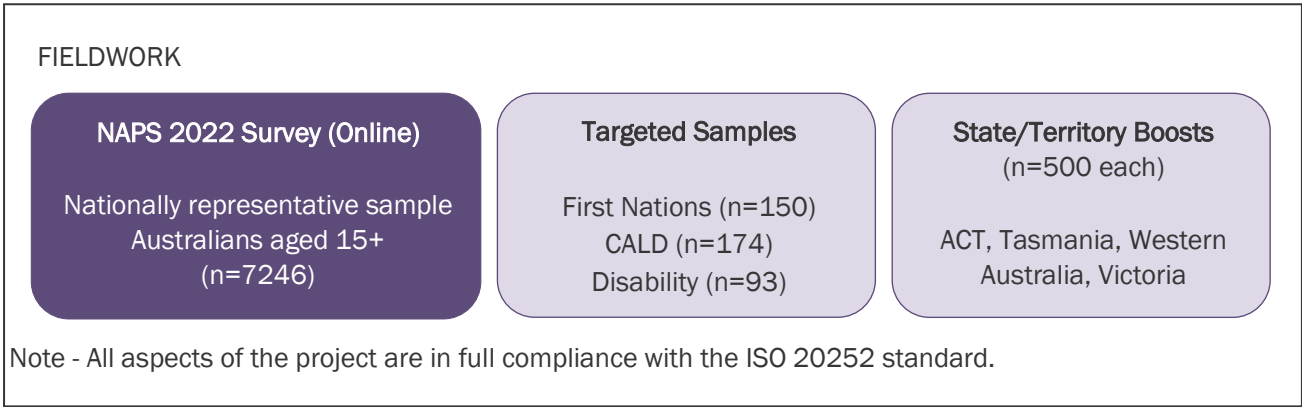 FIELDWORK
NAPS 2022 Survey (Online)
Nationally representative sample
Australians aged 15+
(n=7246)
Targeted Samples
First Nations (n=150)
CALD (n=174)
Disability (n=93)
State/Territory Boosts
(n=500 each)
ACT, Tasmania, Western
Australia, Victoria
Note - All aspects of the project are in full compliance with the ISO 20252 standard.